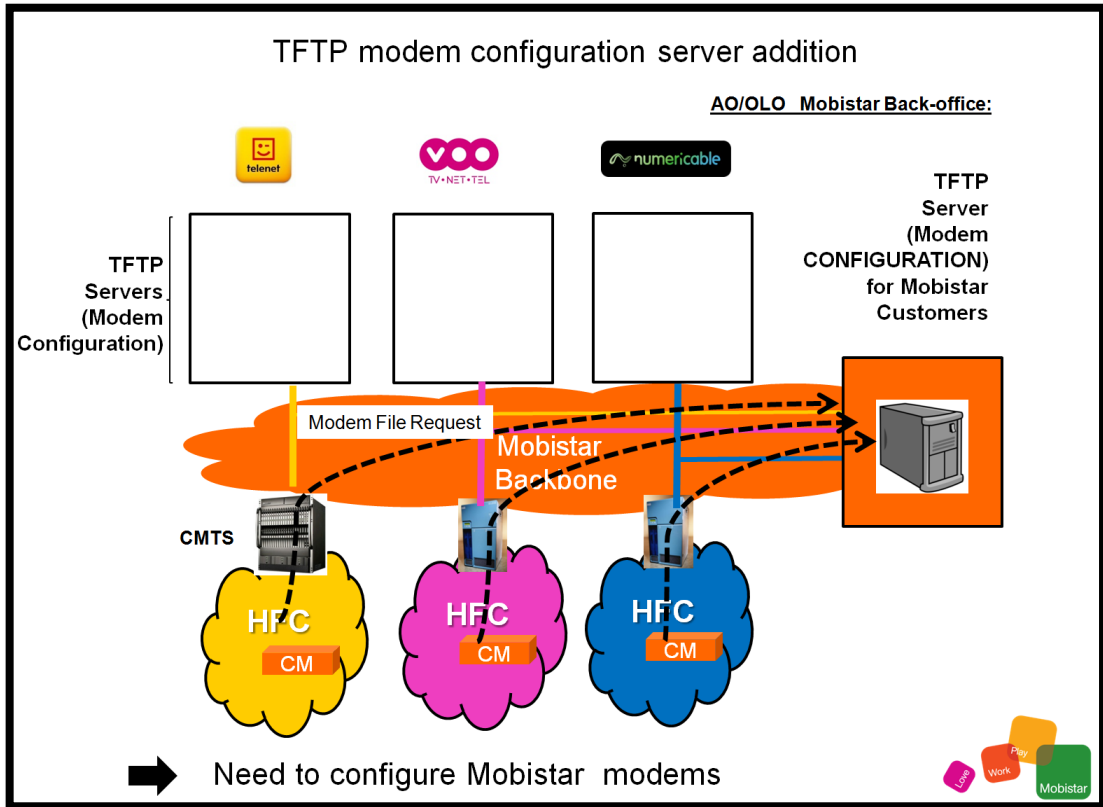 TFTP modem configuration server addition
AO/OLO Mobistar Back-office:
telenet
VOO
TV•NET•TEL
numericable
TFTP
Server
(Modem
CONFIGURATION)
for Mobistar
Customers
TFTP
Servers
(Modem
Configuration)
Modem File Request
Mobistar
Backbone
CMTS
HFC
CM
HFC
CM
HFC
CM
Need to configure Mobistar modems
Love
Work
Play
Mobistar